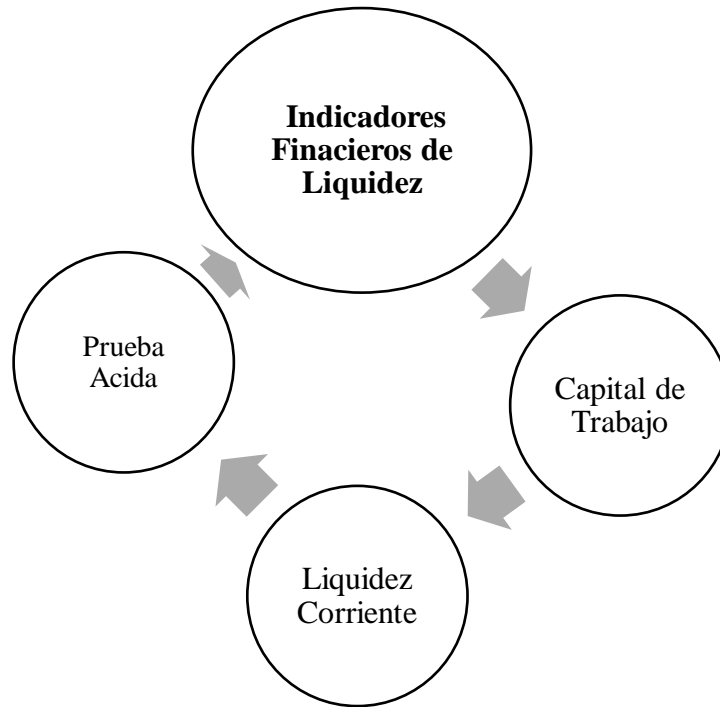 Indicadores
Finacieros de
Liquidez
Capital de
Trabajo
Liquidez
Corriente
Prueba
Acida